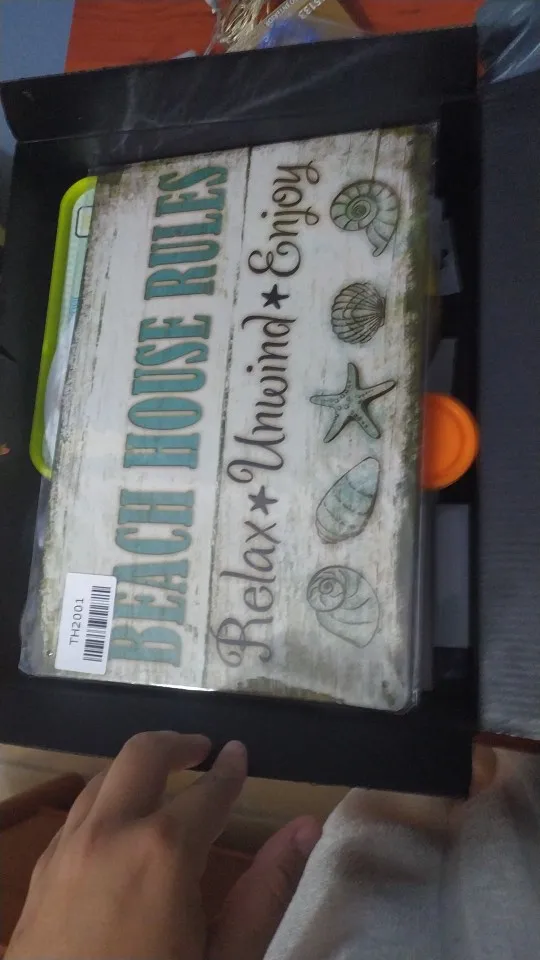 BEACH HOUSE RULES
Relax ★ Unwind ★ Enjoy
TH2001